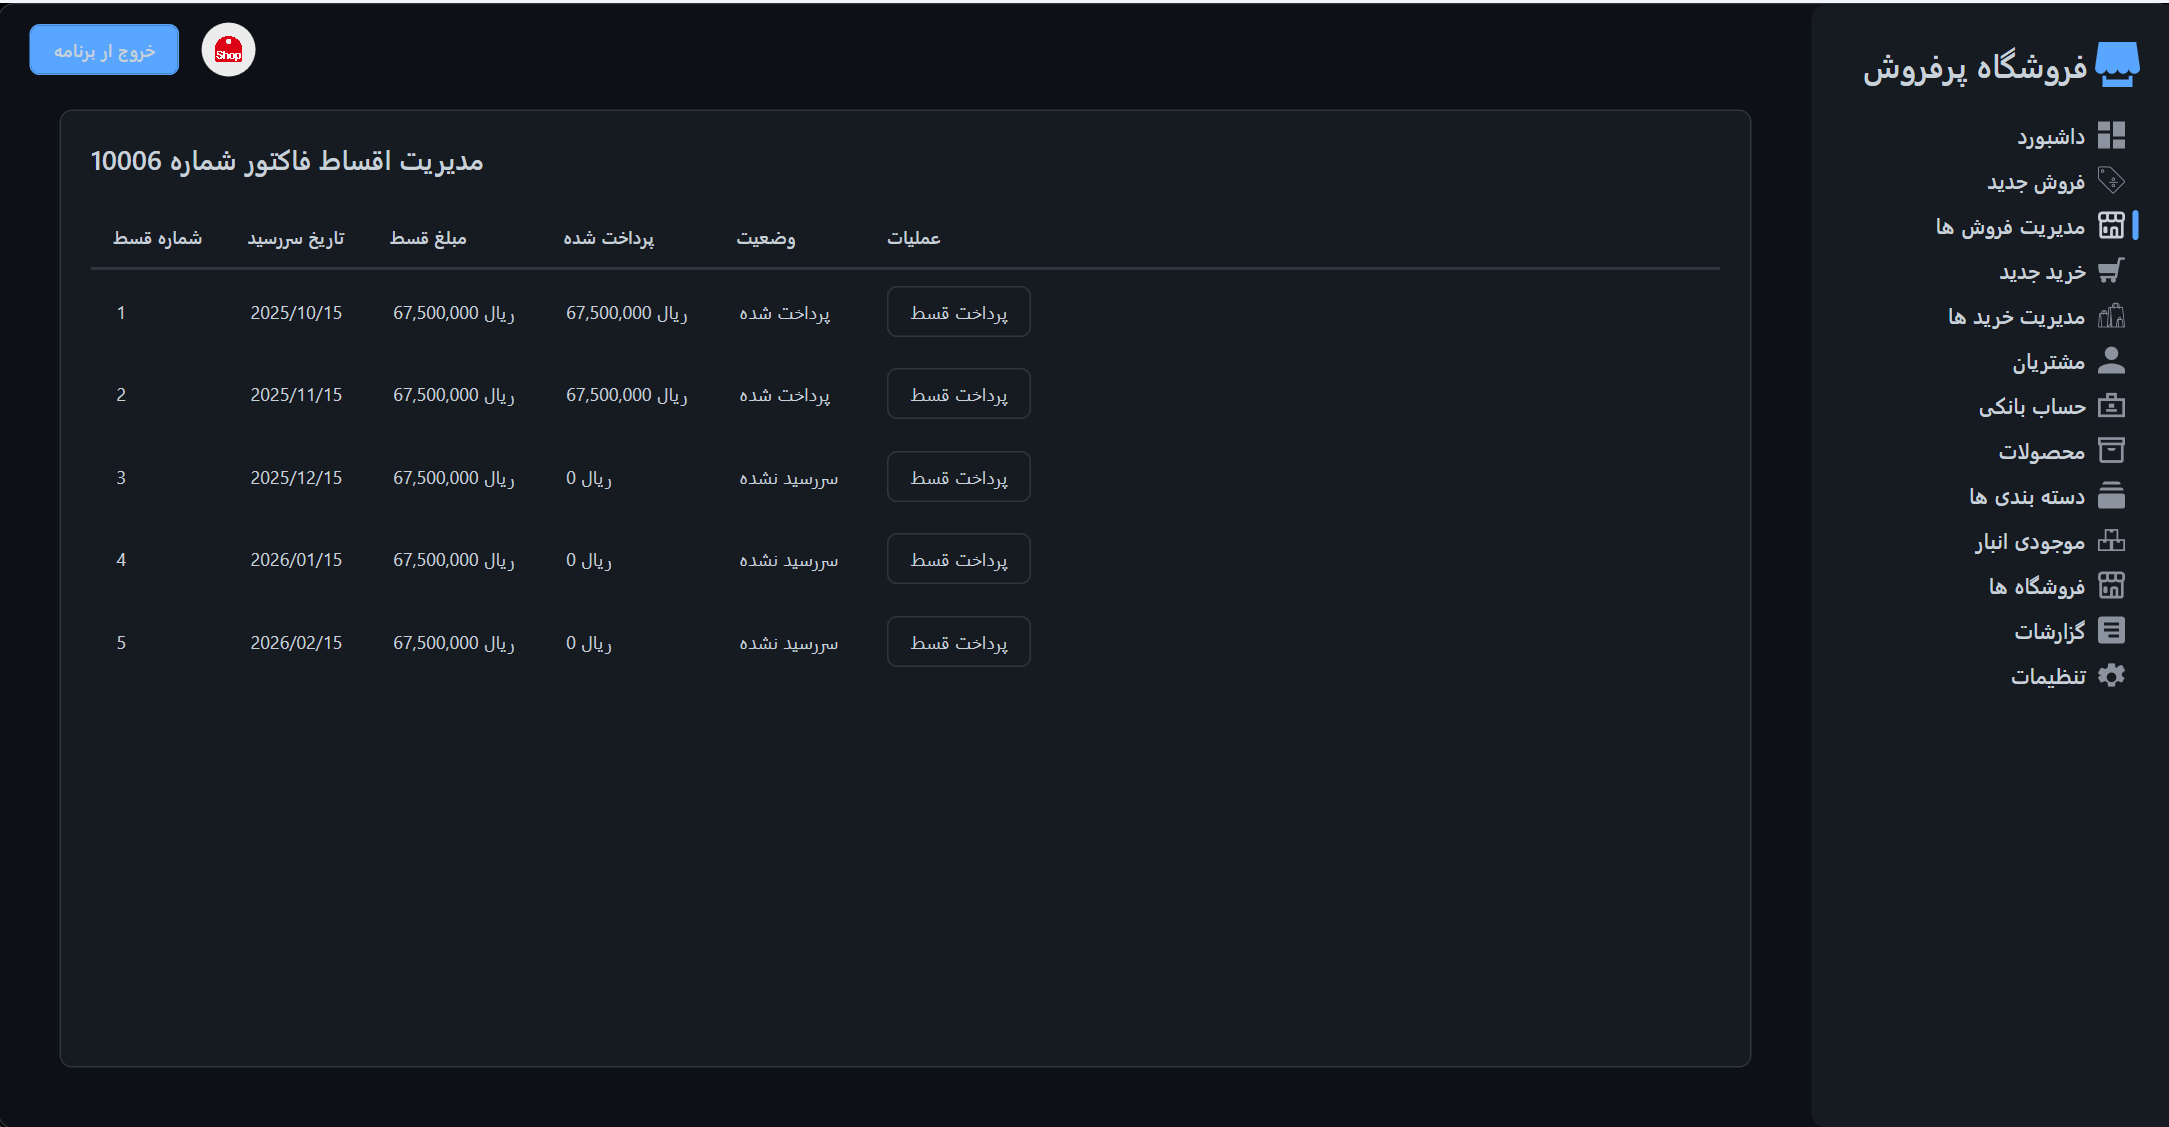 فروشگاه پرفروش
داشبورد
فروش جدید
مدیریت فروش ها
خرید جدید
مدیریت خرید ها
مشتریان
حساب بانکی
محصولات
دسته بندی ها
موجودی انبار
فروشگاه ها
گزارشات
تنظیمات
خروج ار برنامه
Shop
مدیریت اقساط فاکتور شماره 10006
شماره قسط تاریخ سررسید مبلغ قسط پرداخت شده وضعیت عملیات
1 2025/10/15 67,500,000 ریال 67,500,000 ریال پرداخت شده پرداخت قسط
2 2025/11/15 67,500,000 ریال 67,500,000 ریال پرداخت شده پرداخت قسط
3 2025/12/15 67,500,000 ریال 0 ریال سررسید نشده پرداخت قسط
4 2026/01/15 67,500,000 ریال 0 ریال سررسید نشده پرداخت قسط
5 2026/02/15 67,500,000 ریال 0 ریال سررسید نشده پرداخت قسط